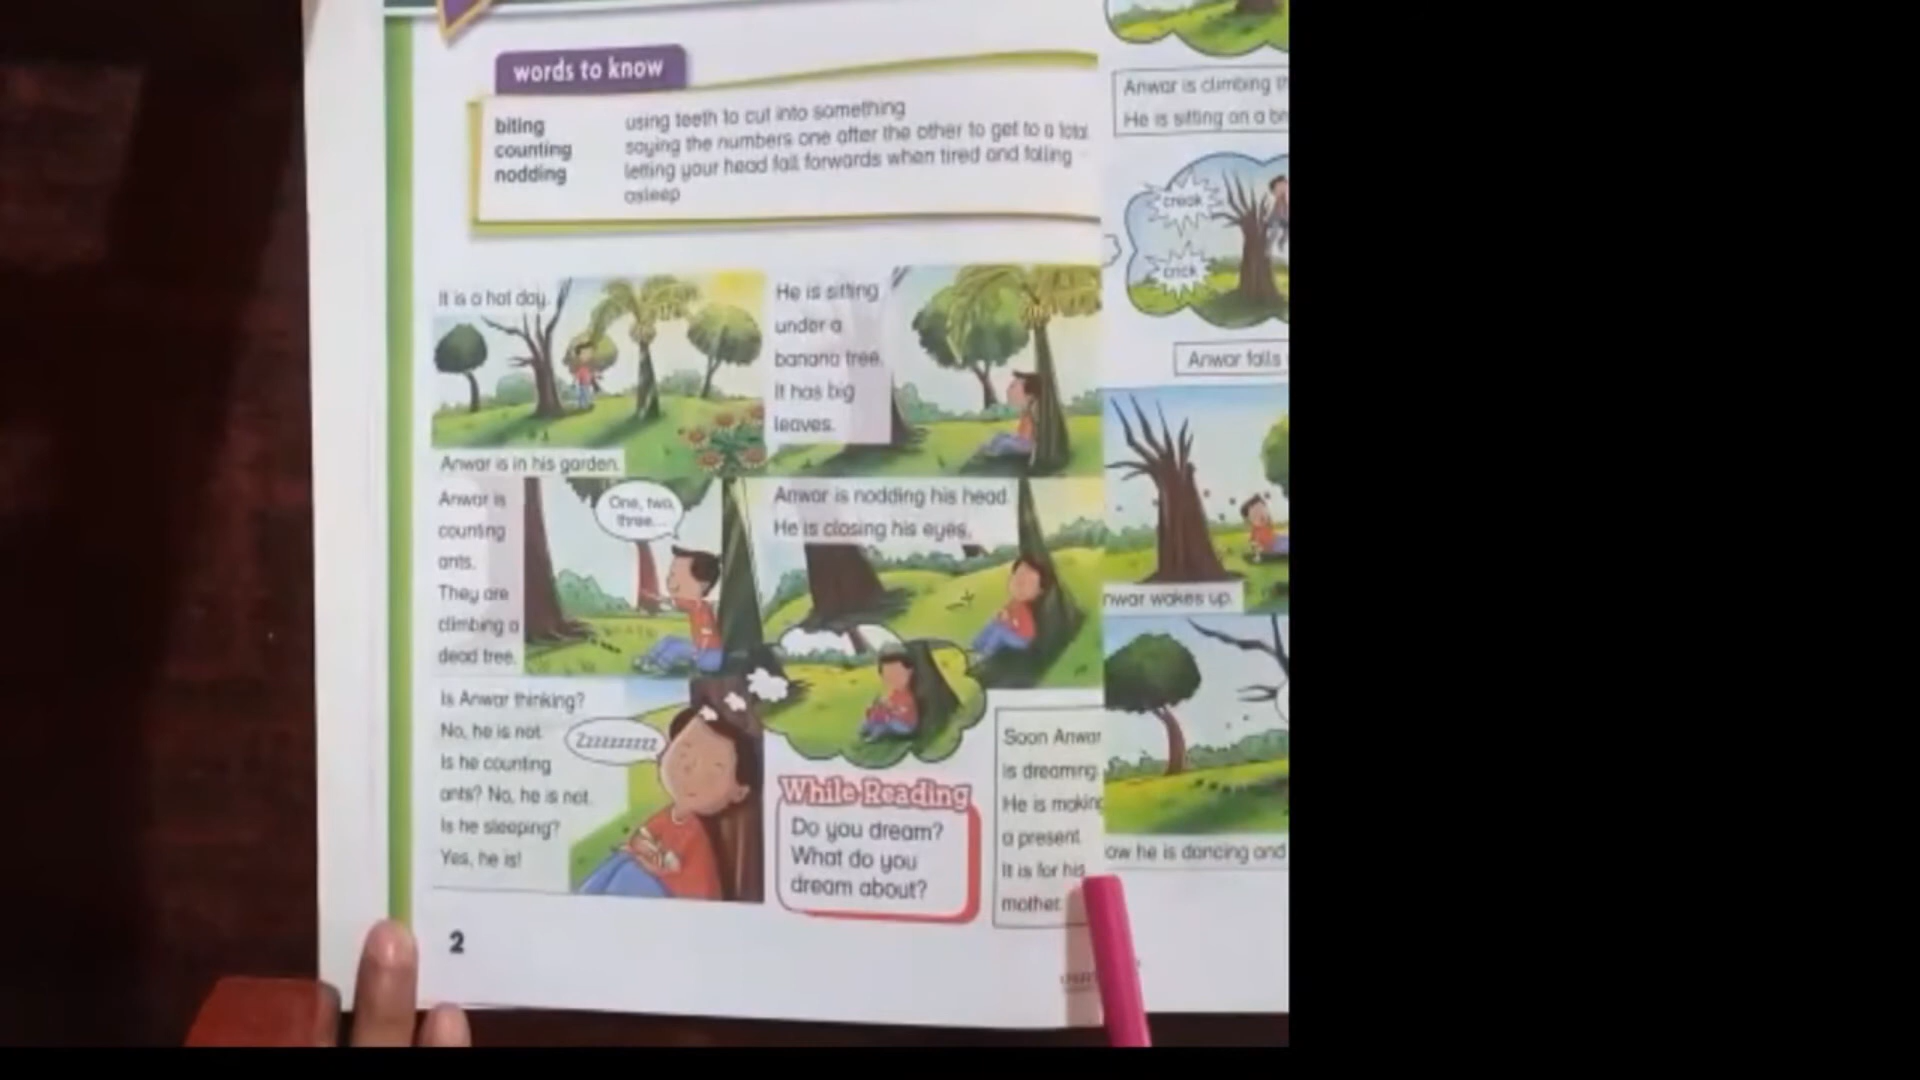 words to know
biting using teeth to cut into something
counting saying the numbers one after the other to get to a total
nodding letting your head fall forwards when tired and falling
asleep
It is a hot day.
Anwar is in his garden.
He is sitting
under a
banana tree.
It has big
leaves.
Anwar is
counting
ants.
They are
climbing a
dead tree.
One, two,
three...
Anwar is nodding his head.
He is closing his eyes.
Is Anwar thinking?
No, he is not.
Is he counting
ants? No, he is not.
Is he sleeping?
Yes, he is!
Zzzzzzzzzz
While Reading
Do you dream?
What do you
dream about?
Soon Anwar
is dreaming.
He is making
a present.
It is for his
mother.
2
Anwar is climbing
He is sitting on a
creak
crick
Anwar falls
wakes up.
he is dancing and